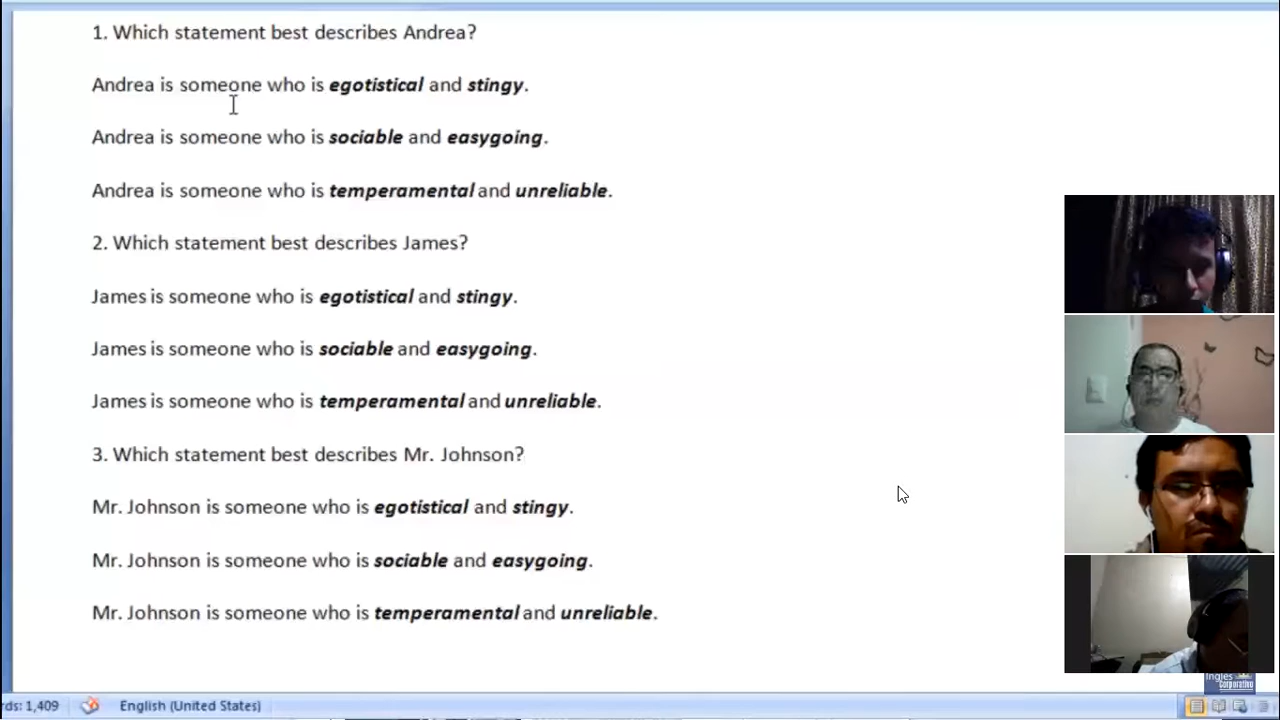 1. Which statement best describes Andrea?
Andrea is someone who is egotistical and stingy.
Andrea is someone who is sociable and easygoing.
Andrea is someone who is temperamental and unreliable.
2. Which statement best describes James?
James is someone who is egotistical and stingy.
James is someone who is sociable and easygoing.
James is someone who is temperamental and unreliable.
3. Which statement best describes Mr. Johnson?
Mr. Johnson is someone who is egotistical and stingy.
Mr. Johnson is someone who is sociable and easygoing.
Mr. Johnson is someone who is temperamental and unreliable.
Inglés
Corporativo
rds: 1,409 English (United States)